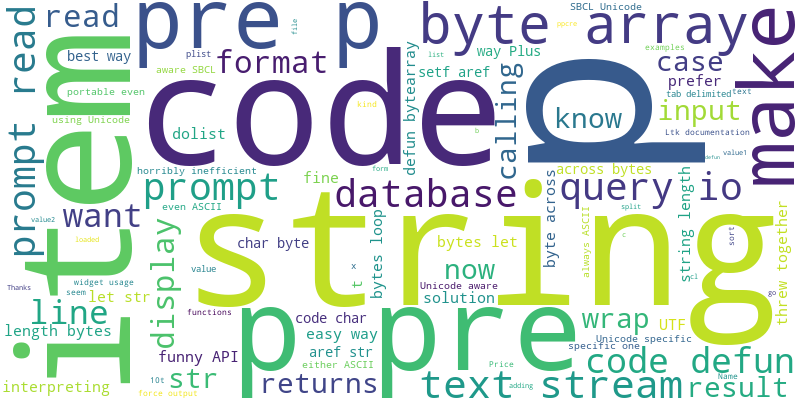 pre p
byte array
SBCL Unicode
ppcre
read
file
plist
best way
format
way Plus
list
case
examples
make
aware SBCL
setf aref
prefer
portable even
code
kind
tab delimited
text
input
using Unicode
dolist
b
know
Ltk documentation
prompt read
item
defun bytearray
calling
p
defun
value1
horribly inefficient
form
across bytes
prompt
fine
database
query io
even ASCII
want
string
byte across
always ASCII
split
string length
threw together
value2
display
char byte
bytes loop
bytes let
c
sort
loaded
value
x
t
now
Tcl
go
Thanks
seem
widget usage
let str
Unicode aware
solution
line
functions
p pre
code char
wrap
UTF
length bytes
easy way
Unicode specific
funny API
aref str
specific one
either ASCII
Price
code defun
interpreting
10t
str
returns
text stream
adding
Name
result
force output